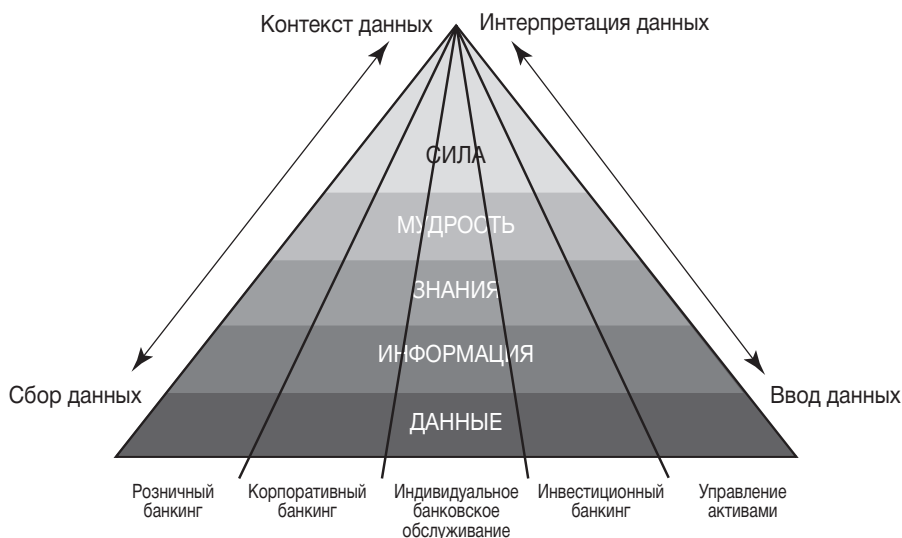 Контекст данных
Интерпретация данных
СИЛА
МУДРОСТЬ
ЗНАНИЯ
ИНФОРМАЦИЯ
ДАННЫЕ
Сбор данных
Ввод данных
Розничный
банкинг
Корпоративный
банкинг
Индивидуальное
банковское
обслуживание
Инвестиционный
банкинг
Управление
активами